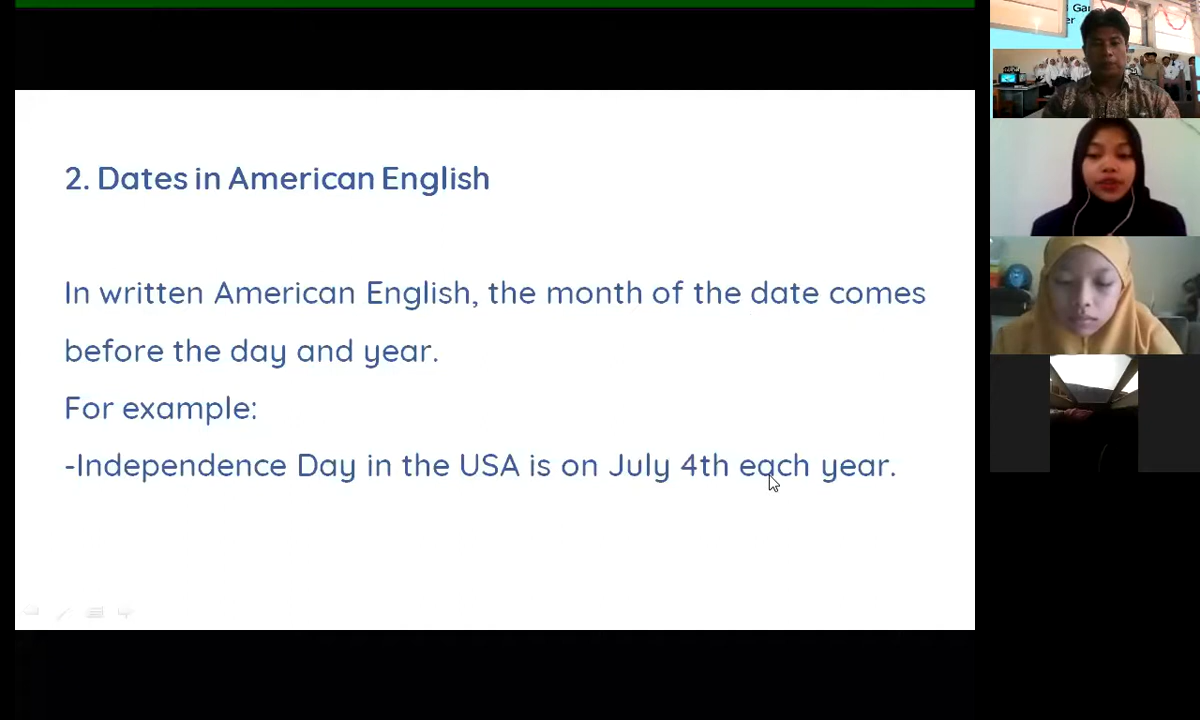 2. Dates in American English
In written American English, the month of the date comes
before the day and year.
For example:
-Independence Day in the USA is on July 4th each year.